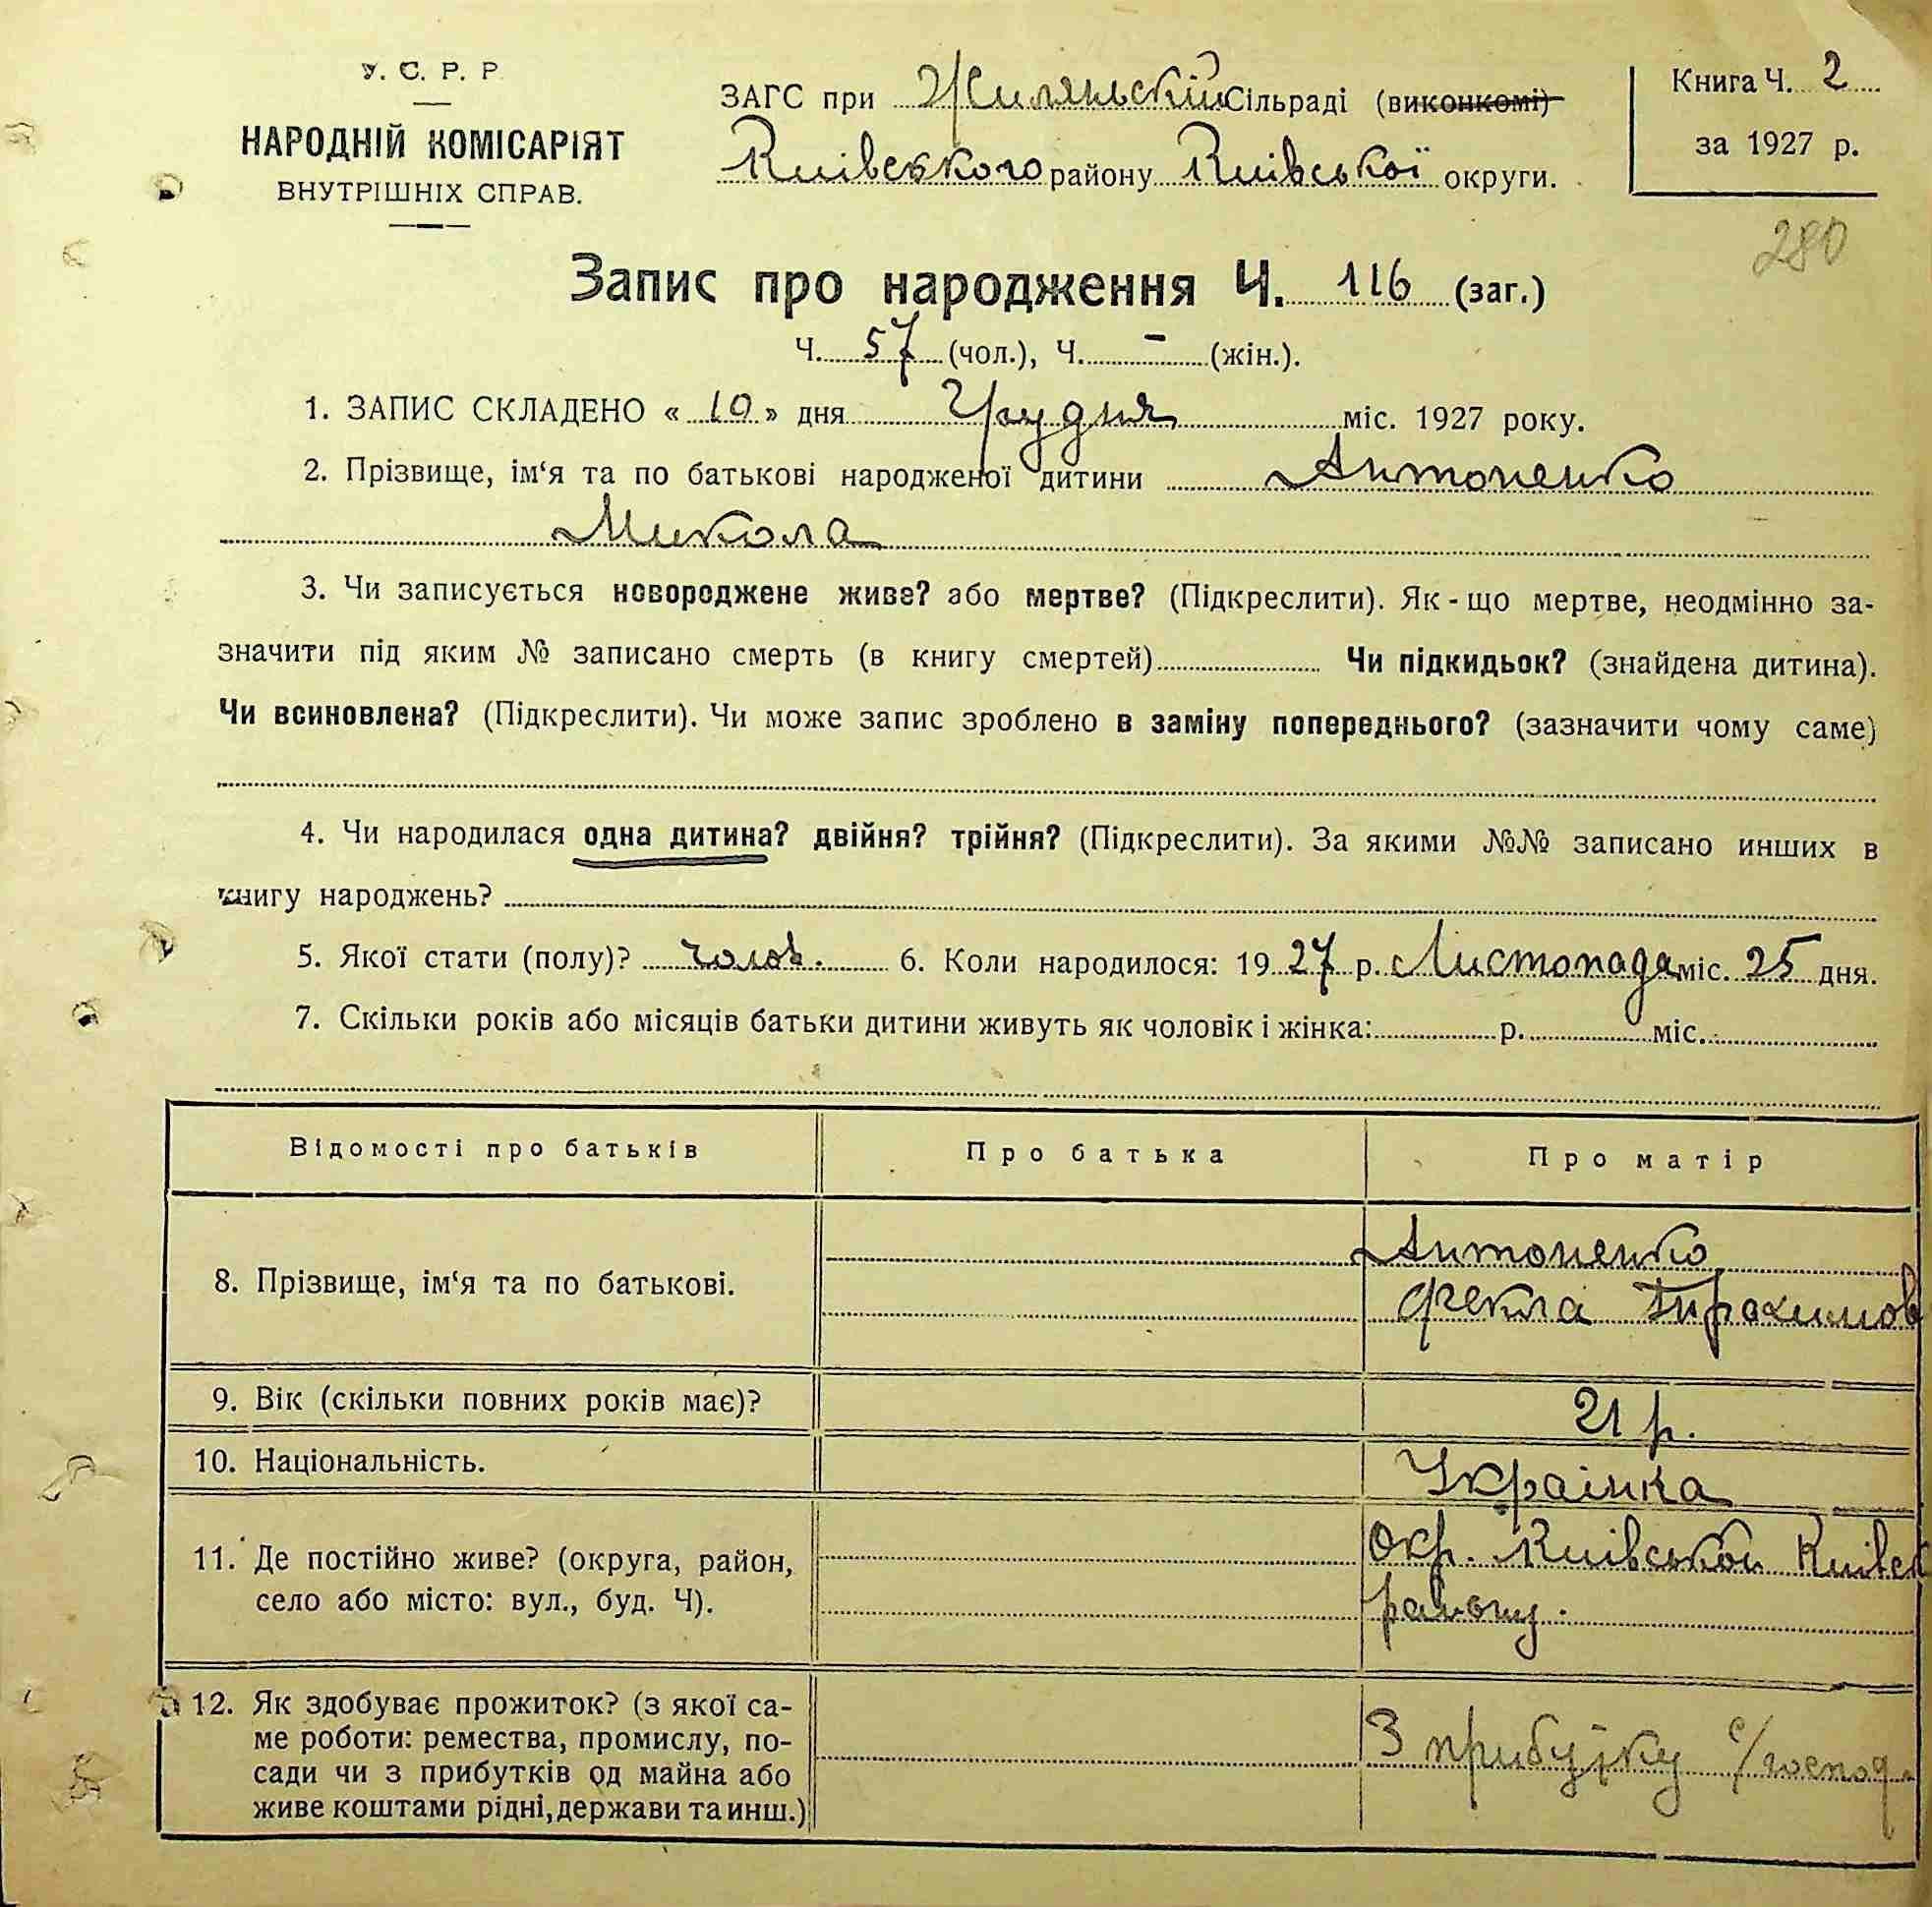 У. С. Р. Р
НАРОДНІЙ КОМІСАРІЯТ
ВНУТРІШНІХ СПРАВ.
ЗАГС при Жилянській Сільраді (виконкомі)
Київського району Київської округи.
Книга Ч. 2
за 1927 р.
280
Запис про народження Ч. 116 (заг.)
Ч. 57 (чол.), Ч. - (жін.).
1. ЗАПИС СКЛАДЕНО « 10 » дня Грудня міс. 1927 року.
2. Прізвище, ім‘я та по батькові народженої дитини Антоненко
Микола
3. Чи записується новороджене живе? або мертве? (Підкреслити). Як-що мертве, неодмінно за-
значити під яким № записано смерть (в книгу смертей) Чи підкидьок? (знайдена дитина).
Чи всиновлена? (Підкреслити). Чи може запис зроблено в заміну попереднього? (зазначити чому саме)
4. Чи народилася одна дитина? двійня? трійня? (Підкреслити). За якими №№ записано инших в
книгу народжень?
5. Якої стати (полу)? чолов. 6. Коли народилося: 1927 р. Листопада міс. 25 дня.
7. Скільки років або місяців батьки дитини живуть як чоловік і жінка: р. міс.
Відомості про батьків Про батька Про матір
8. Прізвище, ім‘я та по батькові. Антоненко
Фекла
9. Вік (скільки повних років має)? 21 р.
10. Національність. Украінка
11. Де постійно живе? (округа, район, Окр. Київськой Київск
село або місто: вул., буд. Ч). району.
12. Як здобуває прожиток? (з якої са-
ме роботи: ремества, промислу, по- З прибутку с/господ.
сади чи з прибутків од майна або
живе коштами рідні, держави та инш.)